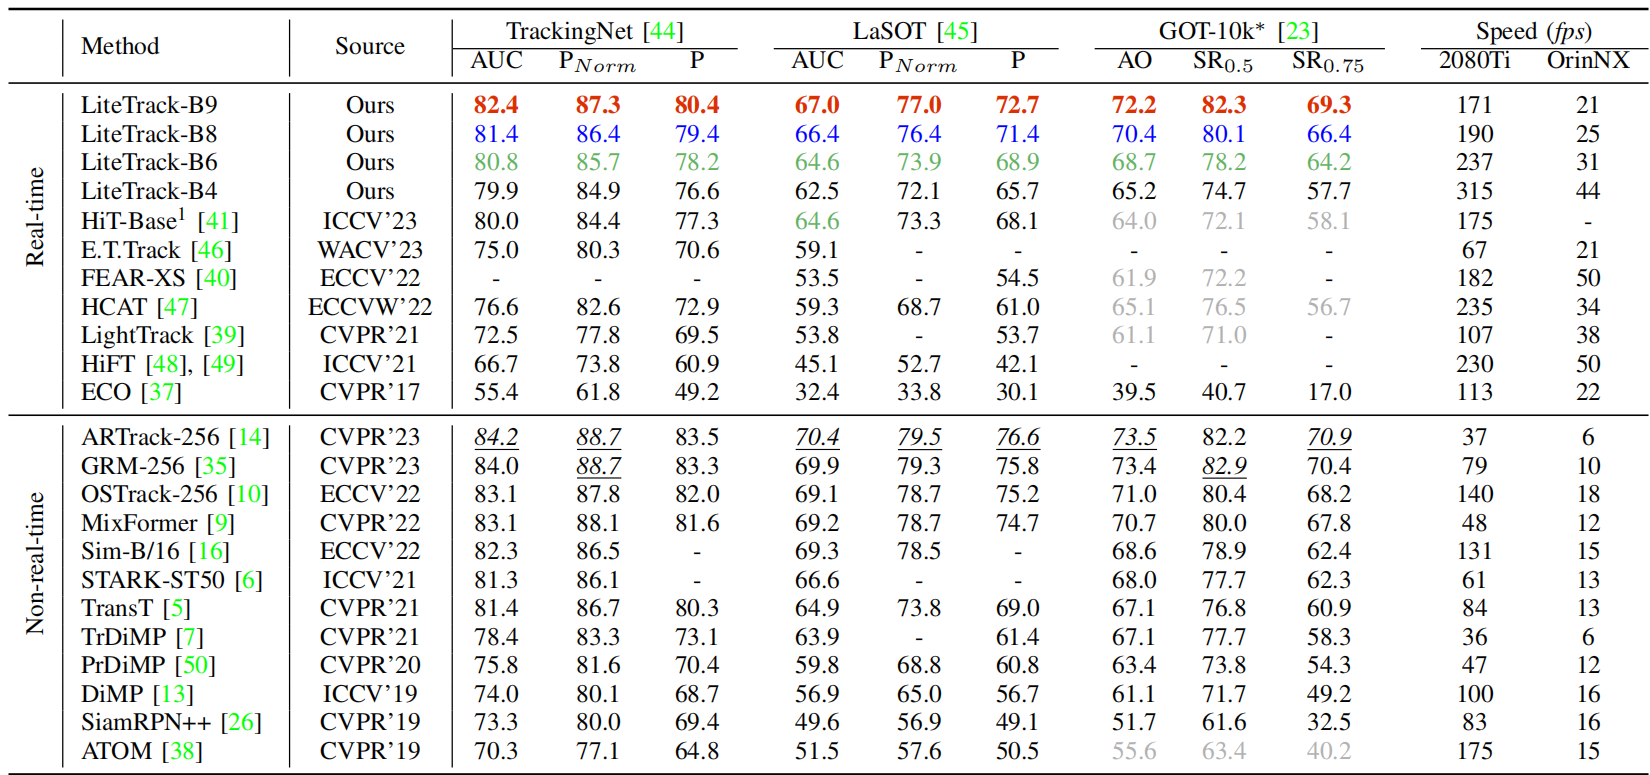 Method Source TrackingNet [44] LaSOT [45] GOT-10k* [23] Speed (fps)
AUC P_Norm P AUC P_Norm P AO SR_0.5 SR_0.75 2080Ti OrinNX
Real-time
LiteTrack-B9 Ours 82.4 87.3 80.4 67.0 77.0 72.7 72.2 82.3 69.3 171 21
LiteTrack-B8 Ours 81.4 86.4 79.4 66.4 76.4 71.4 70.4 80.1 66.4 190 25
LiteTrack-B6 Ours 80.8 85.7 78.2 64.6 73.9 68.9 68.7 78.2 64.2 237 31
LiteTrack-B4 Ours 79.9 84.9 76.6 62.5 72.1 65.7 65.2 74.7 57.7 315 44
HiT-Base¹ [41] ICCV'23 80.0 84.4 77.3 64.6 73.3 68.1 64.0 72.1 58.1 175 -
E.T.Track [46] WACV'23 75.0 80.3 70.6 59.1 - - - - - 67 21
FEAR-XS [40] ECCV'22 - - - 53.5 - 54.5 61.9 72.2 - 182 50
HCAT [47] ECCVW'22 76.6 82.6 72.9 59.3 68.7 61.0 65.1 76.5 56.7 235 34
LightTrack [39] CVPR'21 72.5 77.8 69.5 53.8 - 53.7 61.1 71.0 - 107 38
HiFT [48], [49] ICCV'21 66.7 73.8 60.9 45.1 52.7 42.1 - - - 230 50
ECO [37] CVPR'17 55.4 61.8 49.2 32.4 33.8 30.1 39.5 40.7 17.0 113 22
Non-real-time
ARTrack-256 [14] CVPR'23 84.2 88.7 83.5 70.4 79.5 76.6 73.5 82.2 70.9 37 6
GRM-256 [35] CVPR'23 84.0 88.7 83.3 69.9 79.3 75.8 73.4 82.9 70.4 79 10
OSTrack-256 [10] ECCV'22 83.1 87.8 82.0 69.1 78.7 75.2 71.0 80.4 68.2 140 18
MixFormer [9] CVPR'22 83.1 88.1 81.6 69.2 78.7 74.7 70.7 80.0 67.8 48 12
Sim-B/16 [16] ECCV'22 82.3 86.5 - 69.3 78.5 - 68.6 78.9 62.4 131 15
STARK-ST50 [6] ICCV'21 81.3 86.1 - 66.6 - - 68.0 77.7 62.3 61 13
TransT [5] CVPR'21 81.4 86.7 80.3 64.9 73.8 69.0 67.1 76.8 60.9 84 13
TrDiMP [7] CVPR'21 78.4 83.3 73.1 63.9 - 61.4 67.1 77.7 58.3 36 6
PrDiMP [50] CVPR'20 75.8 81.6 70.4 59.8 68.8 60.8 63.4 73.8 54.3 47 12
DiMP [13] ICCV'19 74.0 80.1 68.7 56.9 65.0 56.7 61.1 71.7 49.2 100 16
SiamRPN++ [26] CVPR'19 73.3 80.0 69.4 49.6 56.9 49.1 51.7 61.6 32.5 83 16
ATOM [38] CVPR'19 70.3 77.1 64.8 51.5 57.6 50.5 55.6 63.4 40.2 175 15